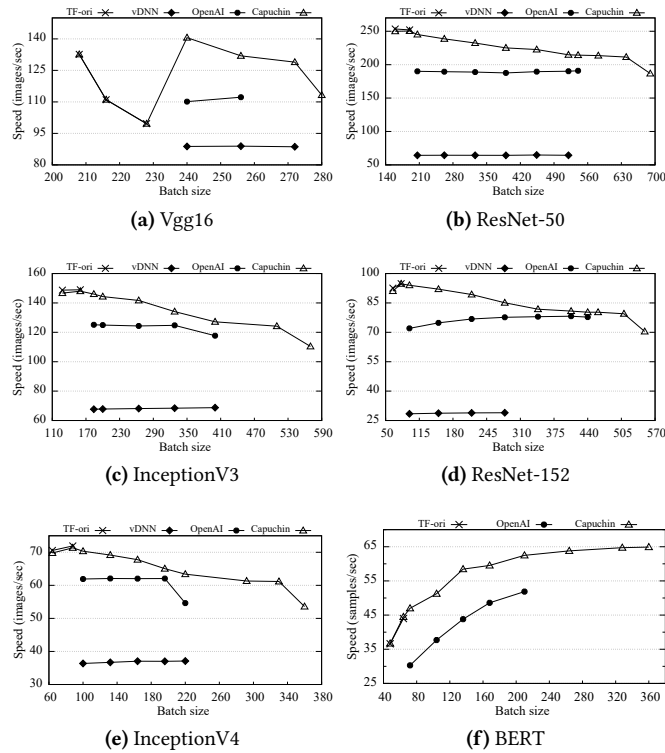 TF-ori vDNN OpenAI Capuchin
Speed (images/sec)
140
125
110
95
80
200 210 220 230 240 250 260 270 280
Batch size
(a) Vgg16
TF-ori vDNN OpenAI Capuchin
Speed (images/sec)
250
200
150
100
50
140 210 280 350 420 490 560 630 700
Batch size
(b) ResNet-50
TF-ori vDNN OpenAI Capuchin
Speed (images/sec)
160
140
120
100
80
60
110 170 230 290 350 410 470 530 590
Batch size
(c) InceptionV3
TF-ori vDNN OpenAI Capuchin
Speed (images/sec)
100
85
70
55
40
25
50 115 180 245 310 375 440 505 570
Batch size
(d) ResNet-152
TF-ori vDNN OpenAI Capuchin
Speed (images/sec)
70
60
50
40
30
60 100 140 180 220 260 300 340 380
Batch size
(e) InceptionV4
TF-ori OpenAI Capuchin
Speed (samples/sec)
65
55
45
35
25
40 80 120 160 200 240 280 320 360
Batch size
(f) BERT